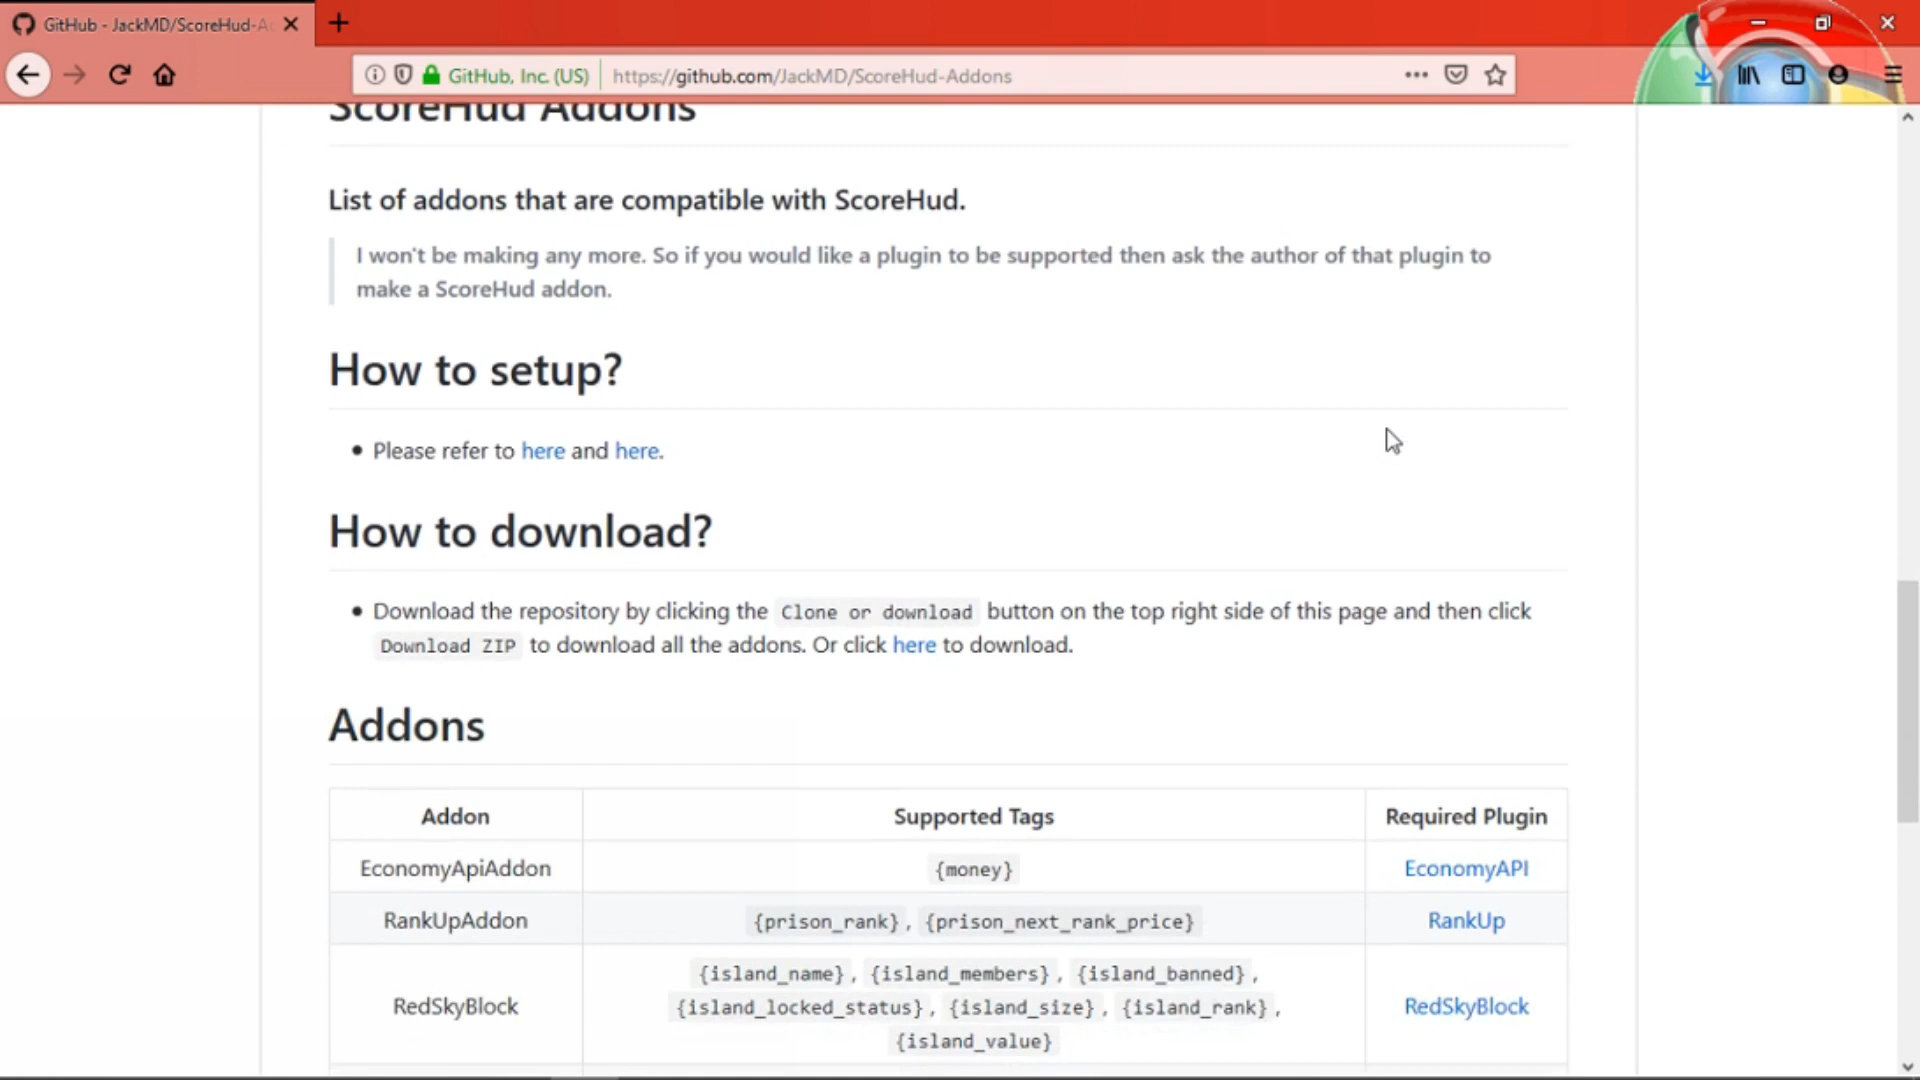 GitHub - JackMD/ScoreHud-A
GitHub, Inc. (US) https://github.com/JackMD/ScoreHud-Addons
ScoreHud Addons
List of addons that are compatible with ScoreHud.
I won't be making any more. So if you would like a plugin to be supported then ask the author of that plugin to
make a ScoreHud addon.
How to setup?
Please refer to here and here.
How to download?
Download the repository by clicking the Clone or download button on the top right side of this page and then click
Download ZIP to download all the addons. Or click here to download.
Addons
Addon Supported Tags Required Plugin
EconomyApiAddon {money} EconomyAPI
RankUpAddon {prison_rank}, {prison_next_rank_price} RankUp
{island_name}, {island_members}, {island_banned},
RedSkyBlock {island_locked_status}, {island_size}, {island_rank}, RedSkyBlock
{island_value}